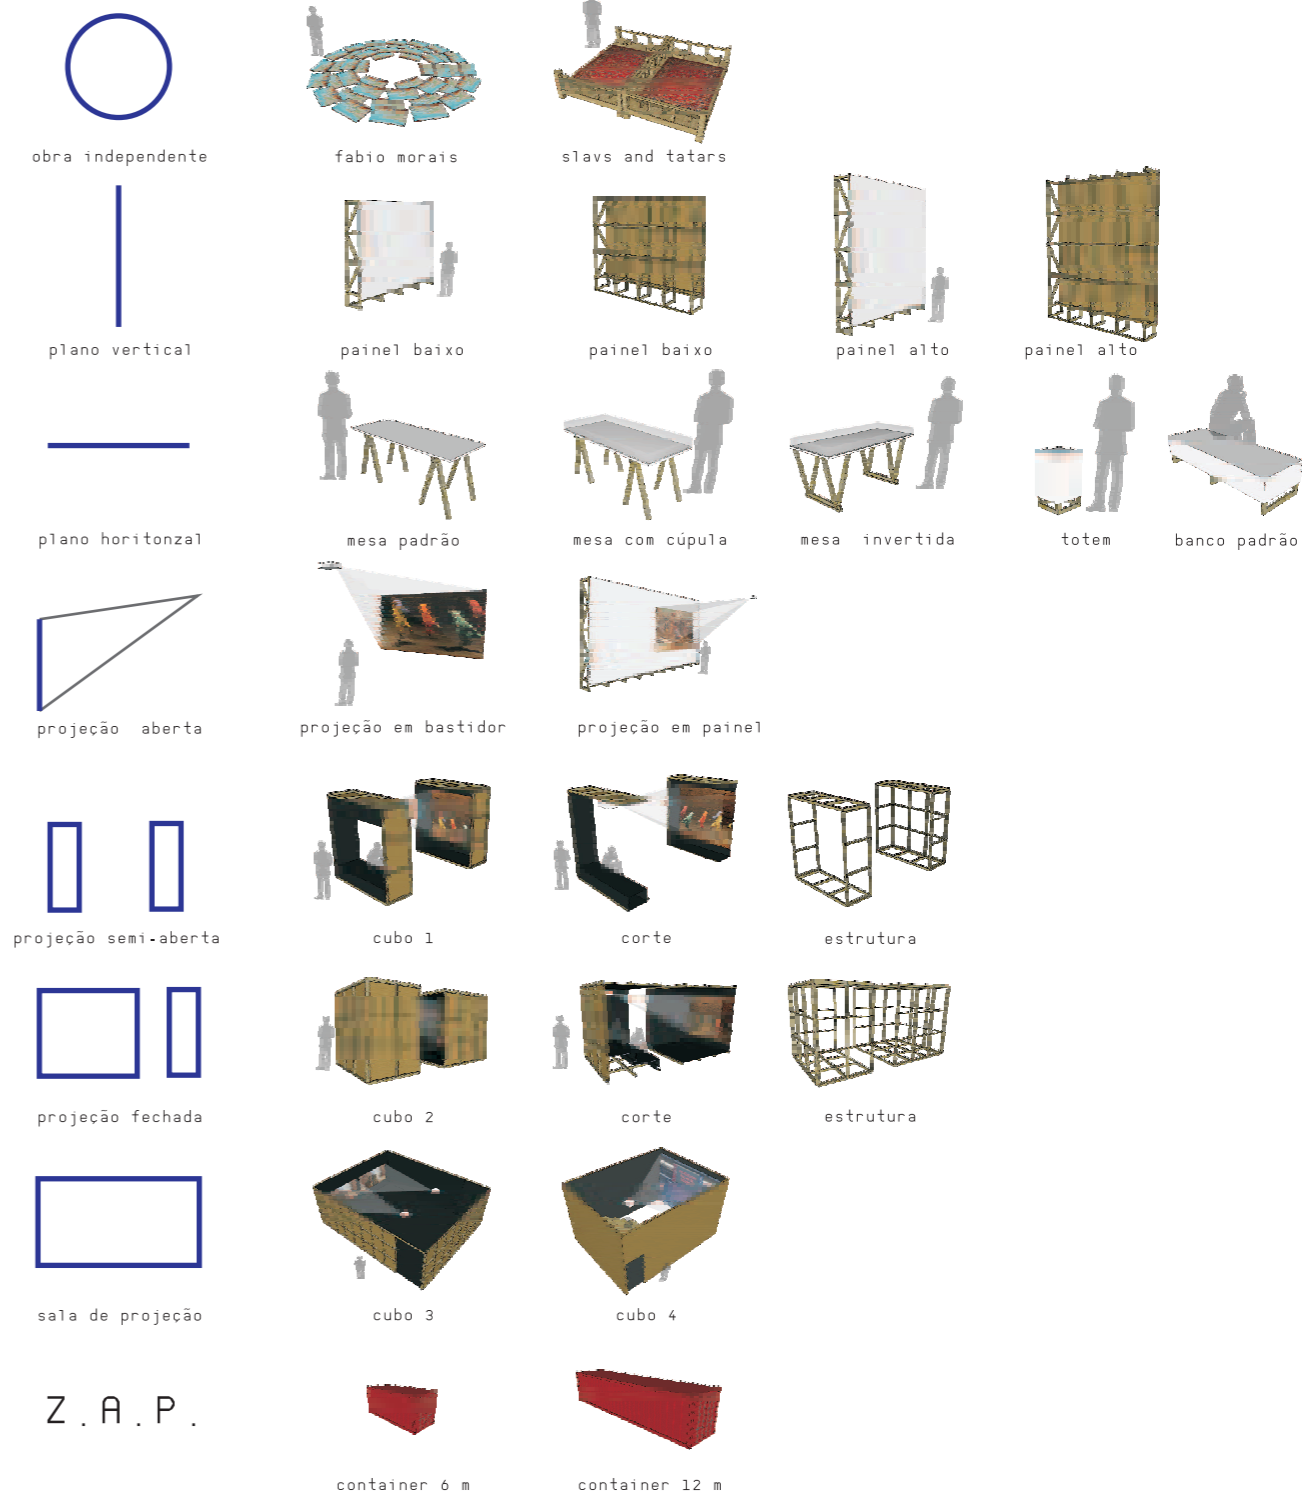 obra independente
fabio morais
slavs and tatars
plano vertical
painel baixo
painel baixo
painel alto
painel alto
plano horitonzal
mesa padrão
mesa com cúpula
mesa invertida
totem
banco padrão
projeção aberta
projeção em bastidor
projeção em painel
projeção semi-aberta
cubo 1
corte
estrutura
projeção fechada
cubo 2
corte
estrutura
sala de projeção
cubo 3
cubo 4
Z.A.P.
container 6 m
container 12 m